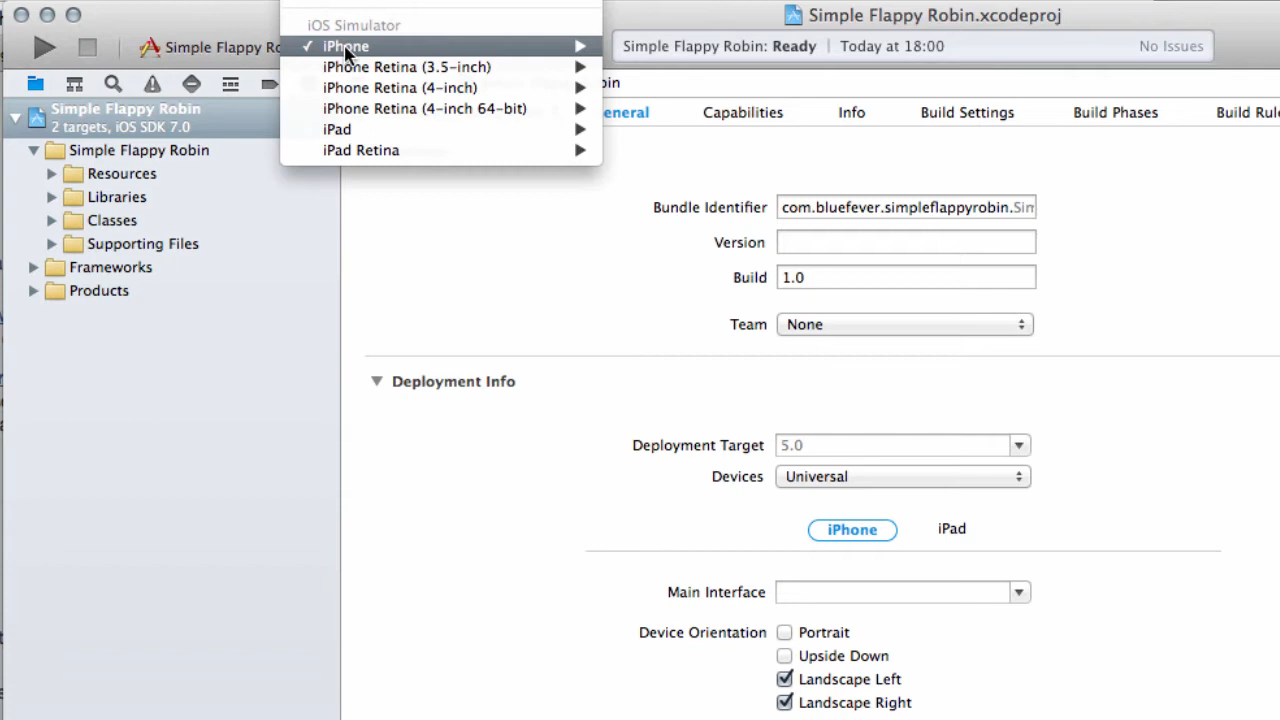 Simple Flappy Robin.xcodeproj
iOS Simulator
iPhone
iPhone Retina (3.5-inch)
iPhone Retina (4-inch)
iPhone Retina (4-inch 64-bit)
iPad
iPad Retina
Simple Flappy Ro
Simple Flappy Robin: Ready | Today at 18:00
No Issues
bin
eneral
Capabilities
Info
Build Settings
Build Phases
Build Rul
Simple Flappy Robin
2 targets, iOS SDK 7.0
Simple Flappy Robin
Resources
Libraries
Classes
Supporting Files
Frameworks
Products
Bundle Identifier com.bluefever.simpleflappyrobin.Sim
Version
Build 1.0
Team None
Deployment Info
Deployment Target 5.0
Devices Universal
iPhone iPad
Main Interface
Device Orientation Portrait
Upside Down
Landscape Left
Landscape Right